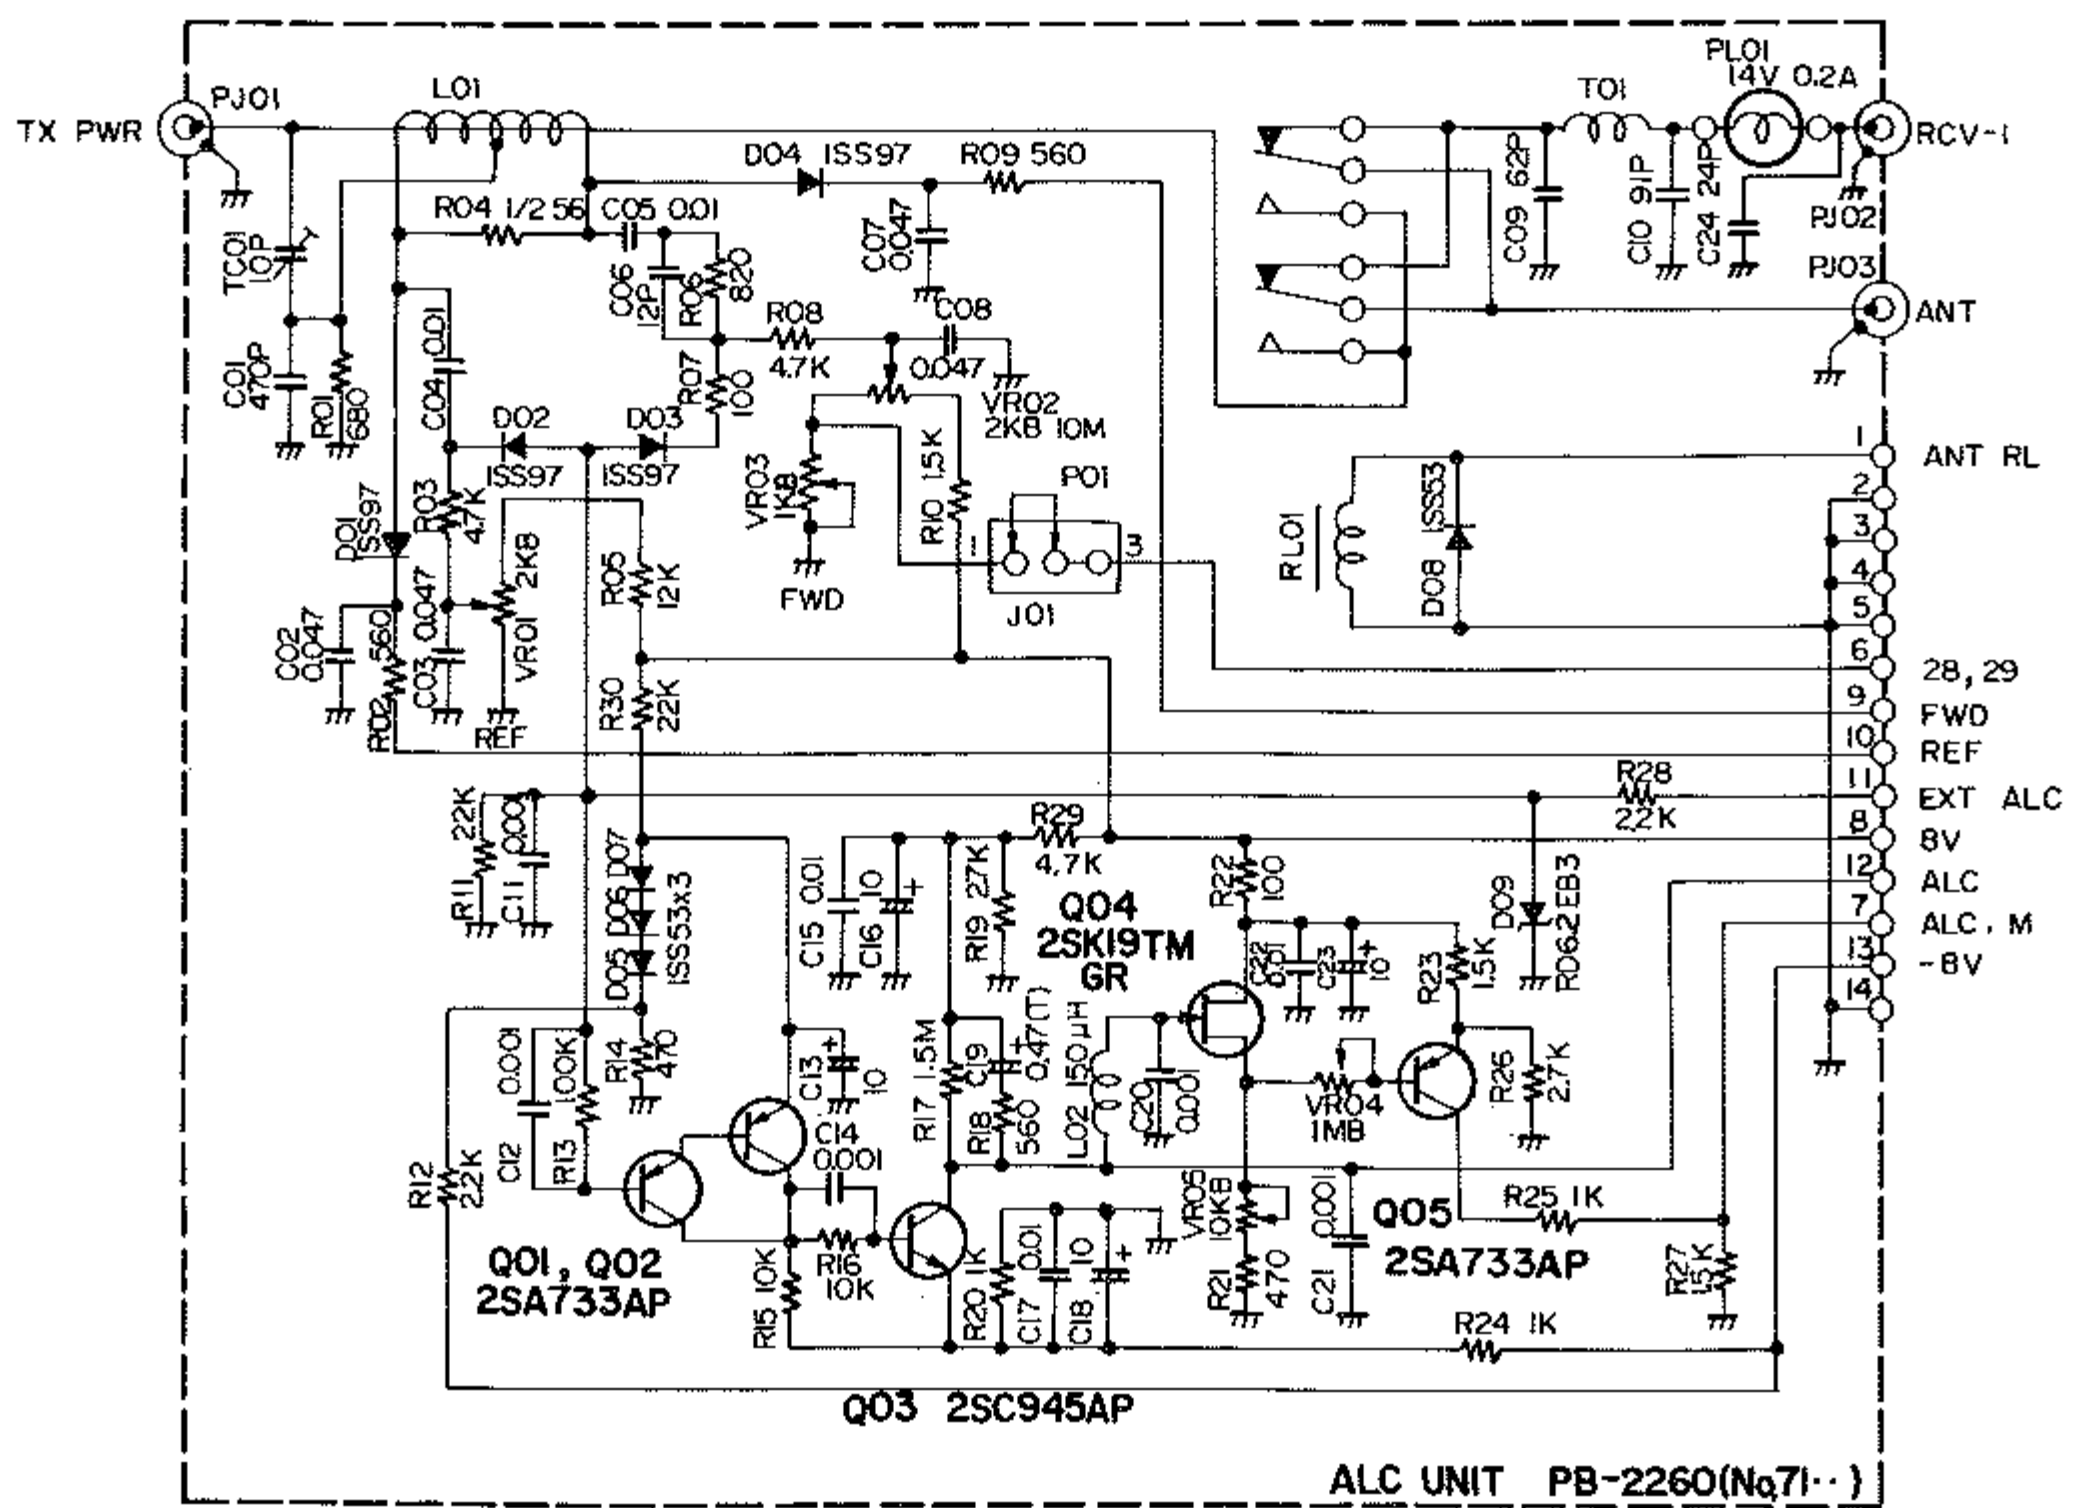 TX PWR
PJ01
L01
D04 1SS97
R09 560
T01
PL01
14V 0.2A
RCV-1
PJ02
PJ03
ANT
TC01
10P
R04 1/2 56
C05 0.01
C06
12P
R06
820
C07
0.047
C09 62P
C10 91P
C24 24P
C01
470P
R01
680
C04 0.01
R08
4.7K
C08
0.047
R07
100
VR02
2KB 10M
D02
1SS97
D03
1SS97
D01
1SS97
R03
4.7K
VR03
1KB
FWD
R10 1.5K
P01
1
3
J01
C02
0.047
R02 560
C03 0.047
VR01 2KB
REF
R05
12K
R30
22K
RL01
D08 1SS53
1
ANT RL
2
3
4
5
6
28, 29
9
FWD
10
REF
11
EXT ALC
8
8V
12
ALC
7
ALC. M
13
-8V
14
R28
2.2K
R11 22K
C11 0.001
D05 D06 D07
1SS53x3
C15 0.01
C16 10
+
R19 27K
R29
4.7K
Q04
2SK19TM
GR
R22
100
C22
0.01
C23
10
+
R23
1.5K
D09
RD6.2EB3
R12
2.2K
C12 0.001
R13 100K
R14
470
C13
10
+
C14
0.001
R17 1.5M
C19
0.47(T)
+
R18
560
L02 150µH
C20
0.001
VR04
1MB
R26
2.7K
Q01, Q02
2SA733AP
R15 10K
R16
10K
R20 1K
C17 0.01
C18 10
+
VR05
10KB
R21
470
C21 0.001
Q05
2SA733AP
R25 1K
R27
15K
R24 1K
Q03 2SC945AP
ALC UNIT PB-2260(No.71··)